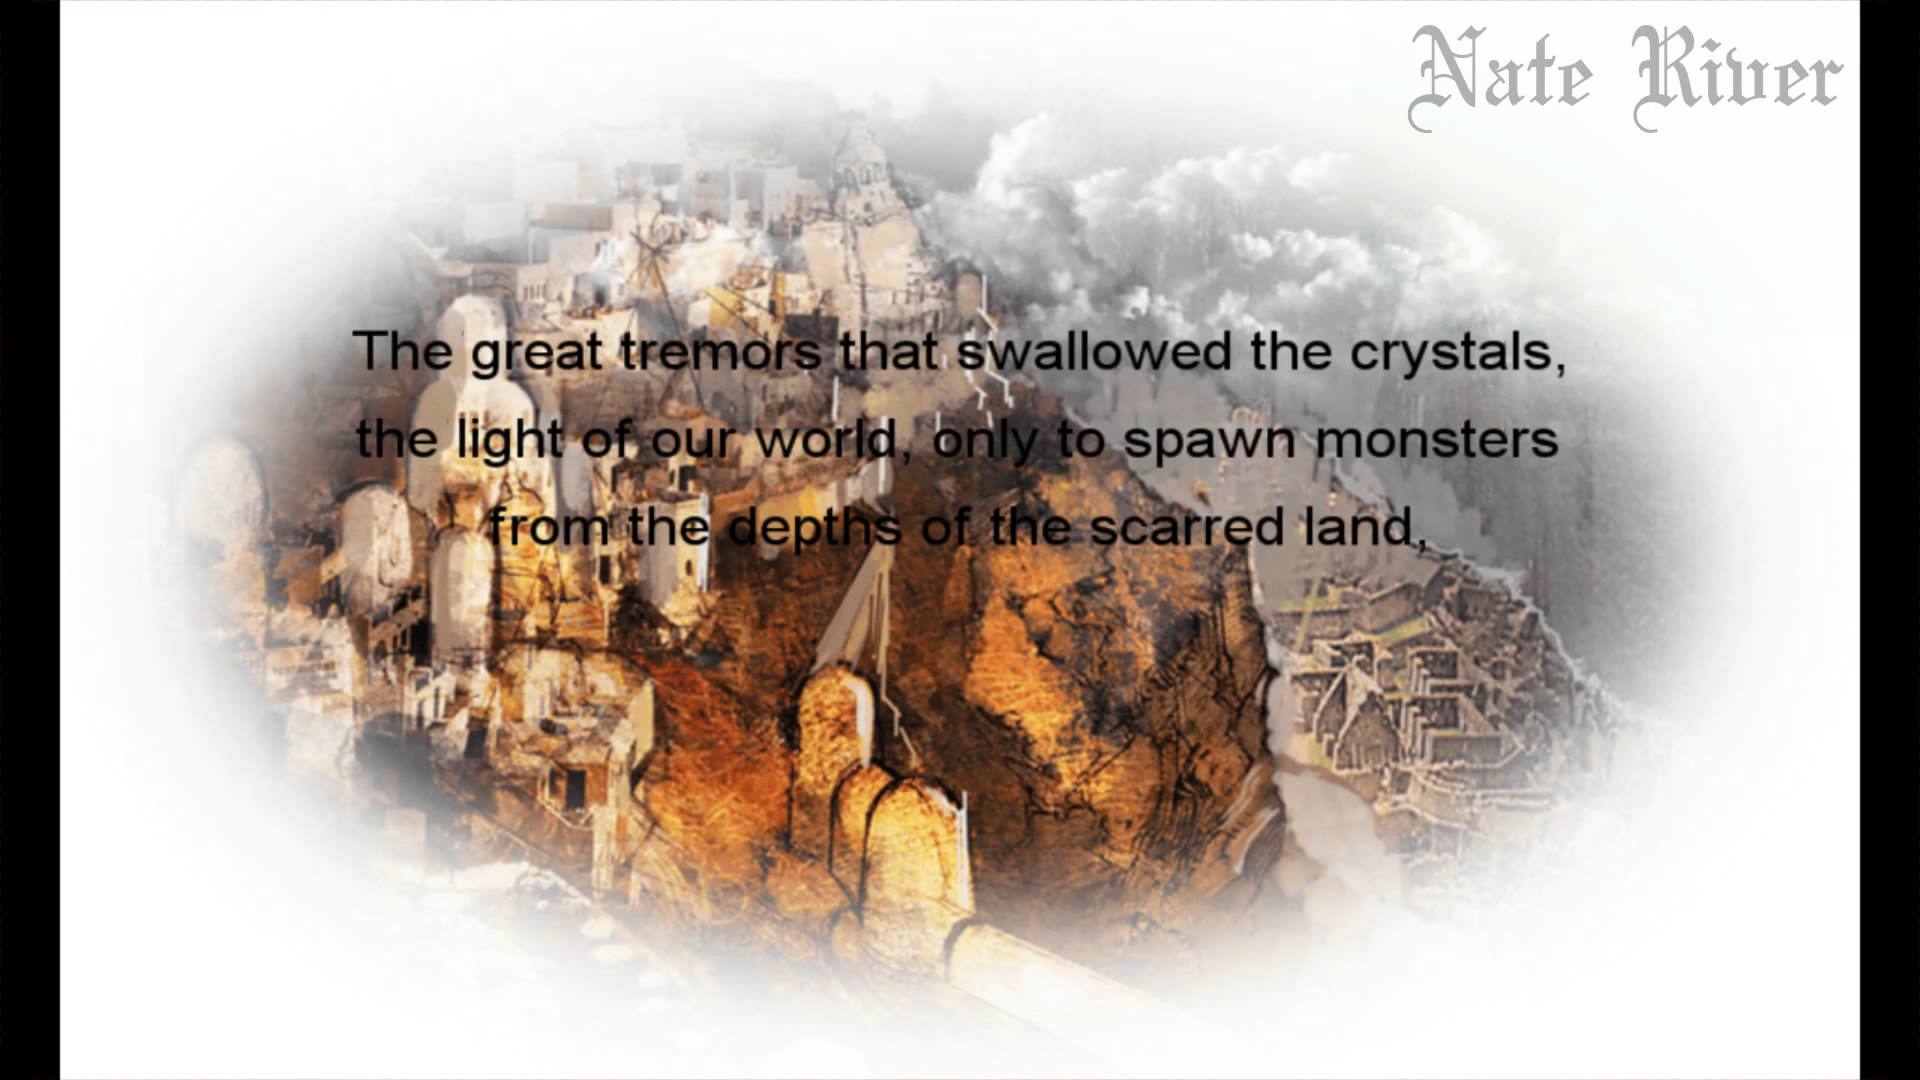 Nate River
The great tremors that swallowed the crystals,
the light of our world, only to spawn monsters
from the depths of the scarred land,